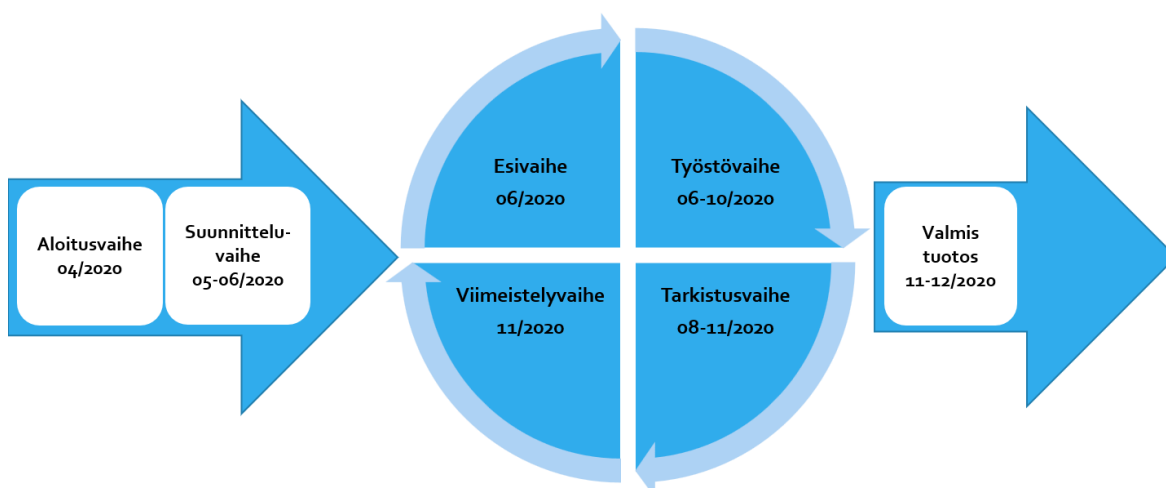 Aloitusvaihe
04/2020
Suunnittelu-
vaihe
05-06/2020
Esivaihe
06/2020
Työstövaihe
06-10/2020
Viimeistelyvaihe
11/2020
Tarkistusvaihe
08-11/2020
Valmis
tuotos
11-12/2020